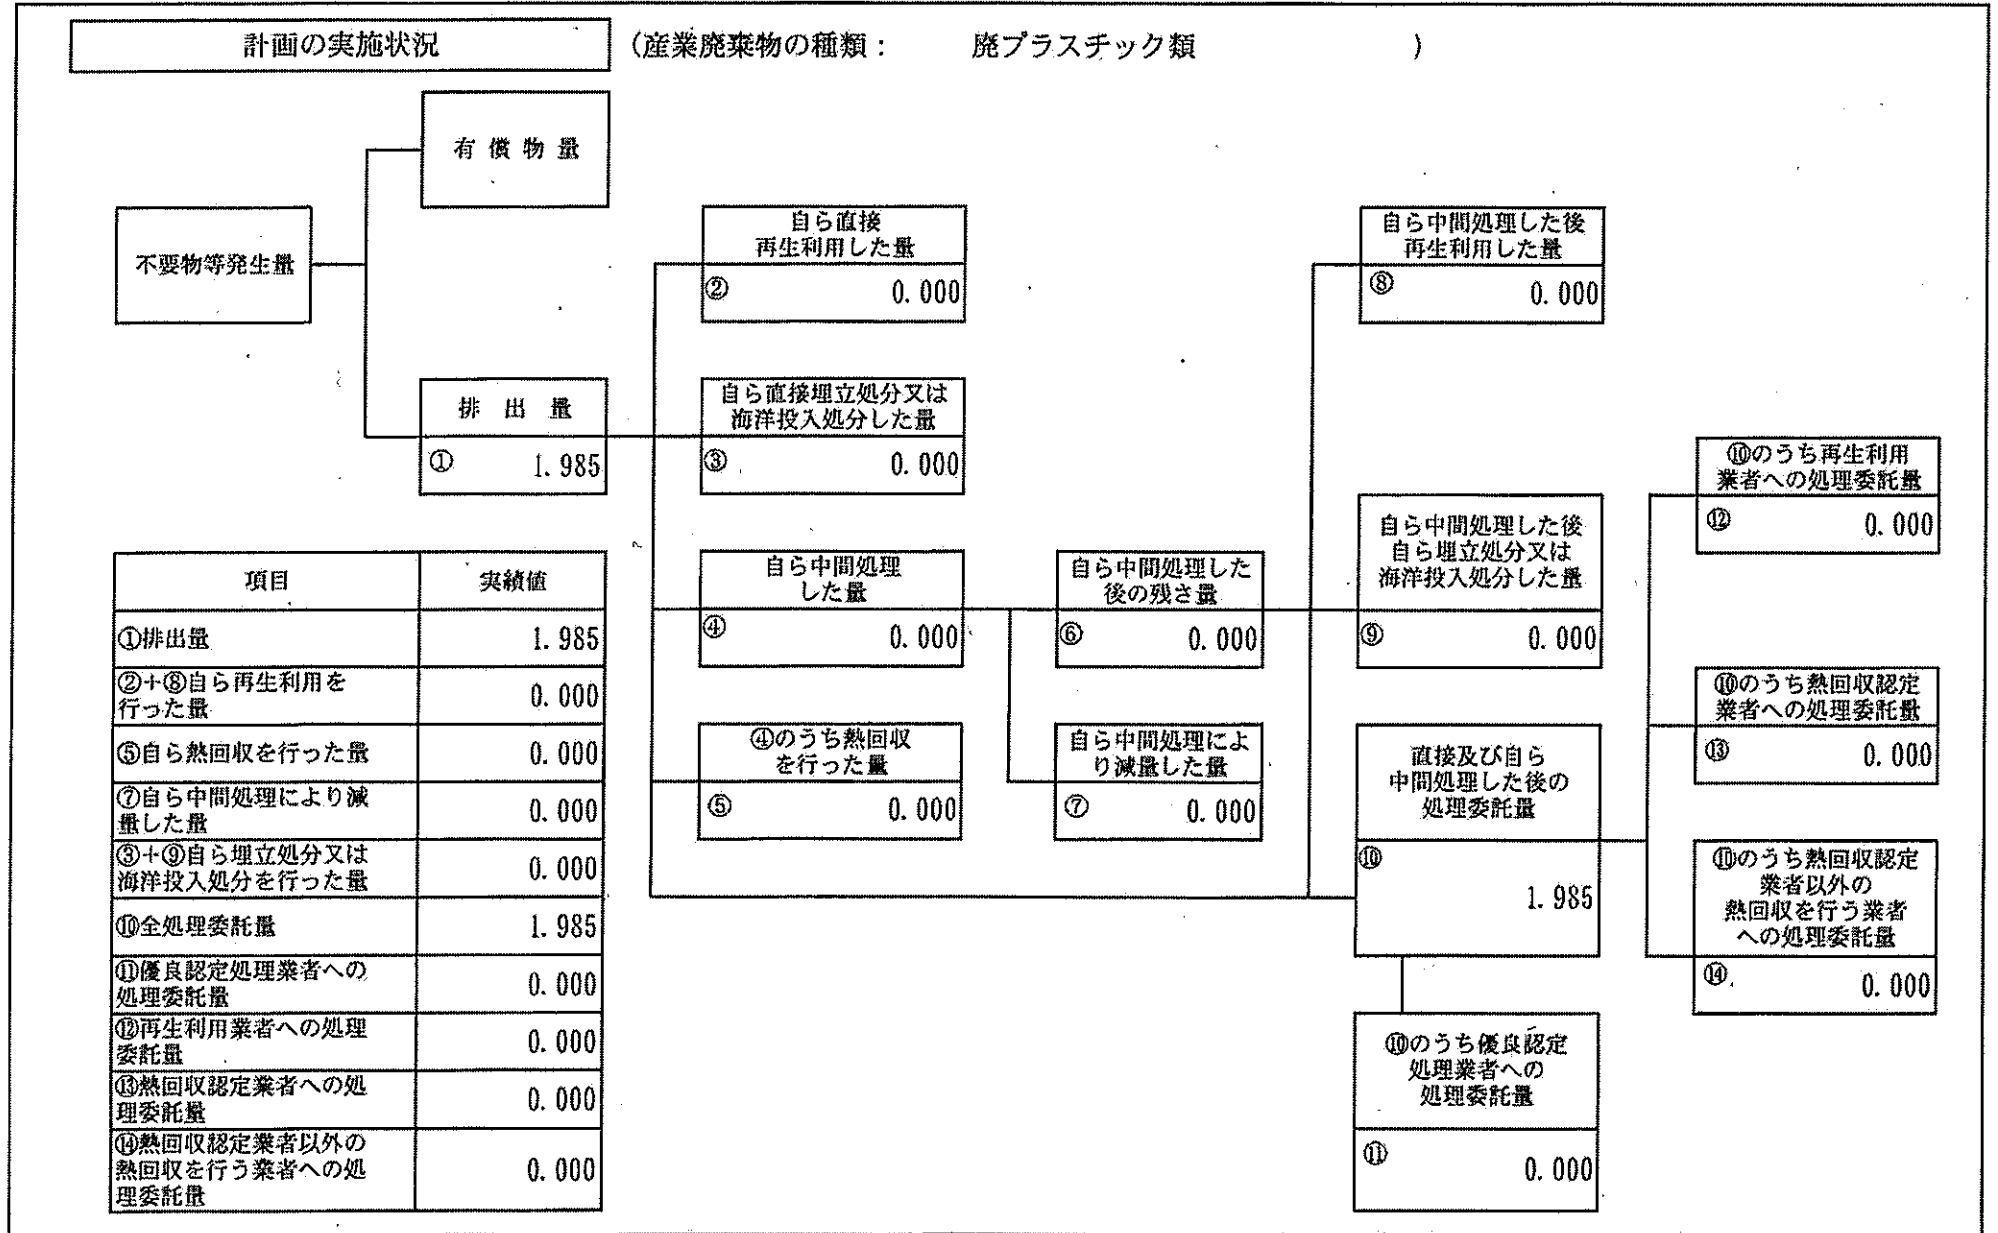 計画の実施状況
(産業廃棄物の種類： 廃プラスチック類 )
有償物量
不要物等発生量
排出量
① 1.985
自ら直接
再生利用した量
② 0.000
自ら直接埋立処分又は
海洋投入処分した量
③ 0.000
自ら中間処理
した量
④ 0.000
④のうち熱回収
を行った量
⑤ 0.000
自ら中間処理した
後の残さ量
⑥ 0.000
自ら中間処理によ
り減量した量
⑦ 0.000
自ら中間処理した後
再生利用した量
⑧ 0.000
自ら中間処理した後
自ら埋立処分又は
海洋投入処分した量
⑨ 0.000
直接及び自ら
中間処理した後の
処理委託量
⑩
1.985
⑩のうち優良認定
処理業者への
処理委託量
⑪ 0.000
⑩のうち再生利用
業者への処理委託量
⑫ 0.000
⑩のうち熱回収認定
業者への処理委託量
⑬ 0.000
⑩のうち熱回収認定
業者以外の
熱回収を行う業者
への処理委託量
⑭ 0.000
項目 実績値
①排出量 1.985
②+⑧自ら再生利用を
行った量 0.000
⑤自ら熱回収を行った量 0.000
⑦自ら中間処理により減
量した量 0.000
③+⑨自ら埋立処分又は
海洋投入処分を行った量 0.000
⑩全処理委託量 1.985
⑪優良認定処理業者への
処理委託量 0.000
⑫再生利用業者への処理
委託量 0.000
⑬熱回収認定業者への処
理委託量 0.000
⑭熱回収認定業者以外の
熱回収を行う業者への処
理委託量 0.000